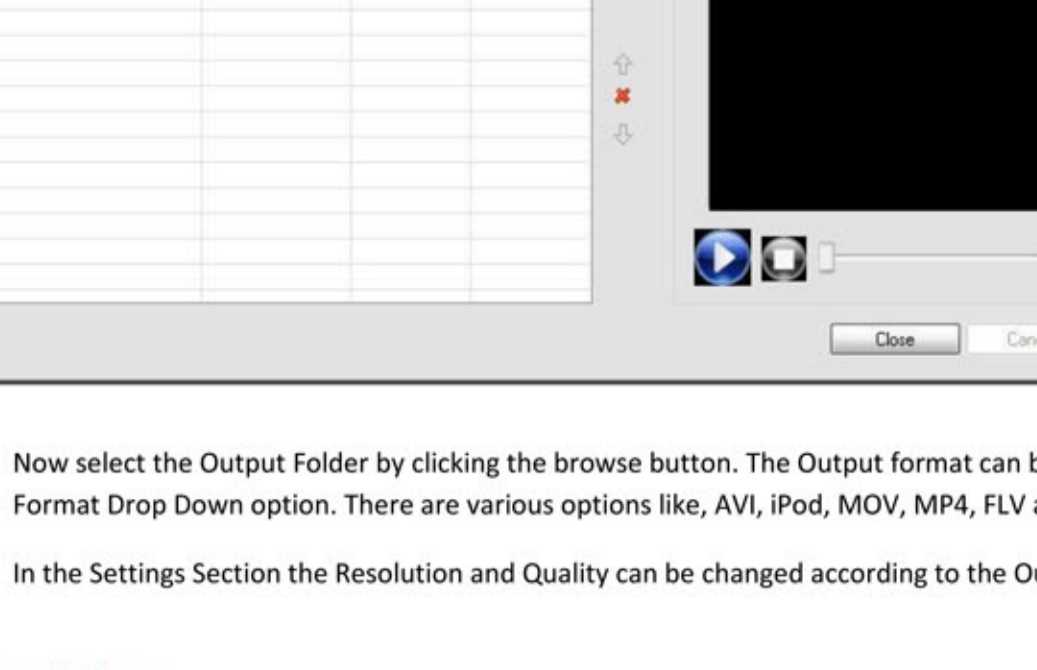 Close
Now select the Output Folder by clicking the browse button. The Output format can
Format Drop Down option. There are various options like, AVI, iPod, MOV, MP4, FLV
In the Settings Section the Resolution and Quality can be changed according to the